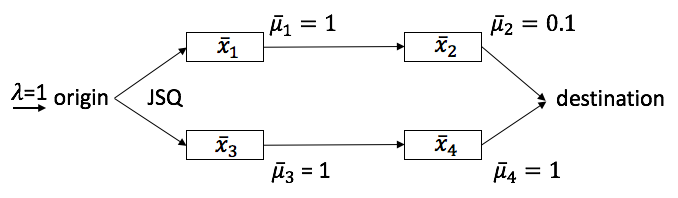 μ̄₁ = 1
μ̄₂ = 0.1
x̄₁
x̄₂
λ=1 origin
JSQ
destination
x̄₃
x̄₄
μ̄₃ = 1
μ̄₄ = 1